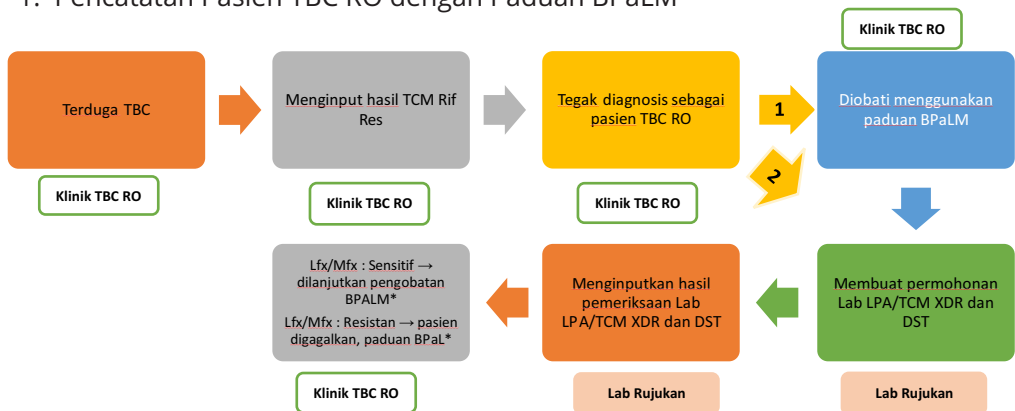 1. Pencatatan Pasien TBC RO dengan Paduan BPaLM
Klinik TBC RO
Terduga TBC
Menginput hasil TCM Rif
Res
Tegak diagnosis sebagai
pasien TBC RO
1
Diobati menggunakan
paduan BPaLM
2
Klinik TBC RO
Klinik TBC RO
Klinik TBC RO
Lfx/Mfx : Sensitif →
dilanjutkan pengobatan
BPALM*
Lfx/Mfx : Resistan → pasien
digagalkan, paduan BPaL*
Menginputkan hasil
pemeriksaan Lab
LPA/TCM XDR dan DST
Membuat permohonan
Lab LPA/TCM XDR dan
DST
Klinik TBC RO
Lab Rujukan
Lab Rujukan